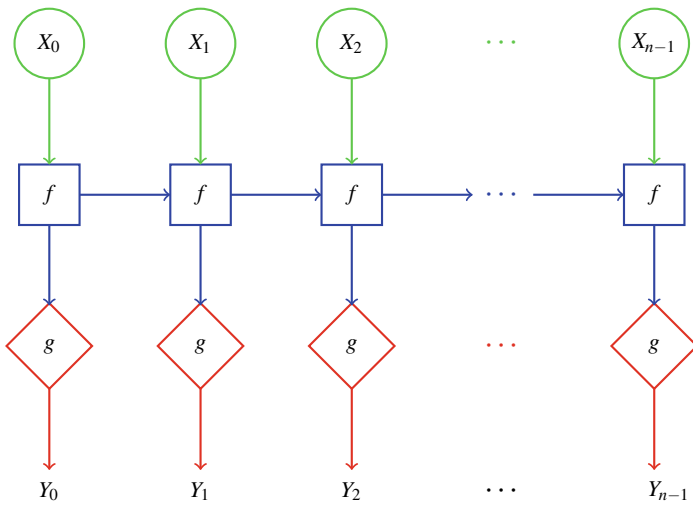 X₀ X₁ X₂ ··· Xₙ₋₁
f f f ··· f
g g g ··· g
Y₀ Y₁ Y₂ ··· Yₙ₋₁